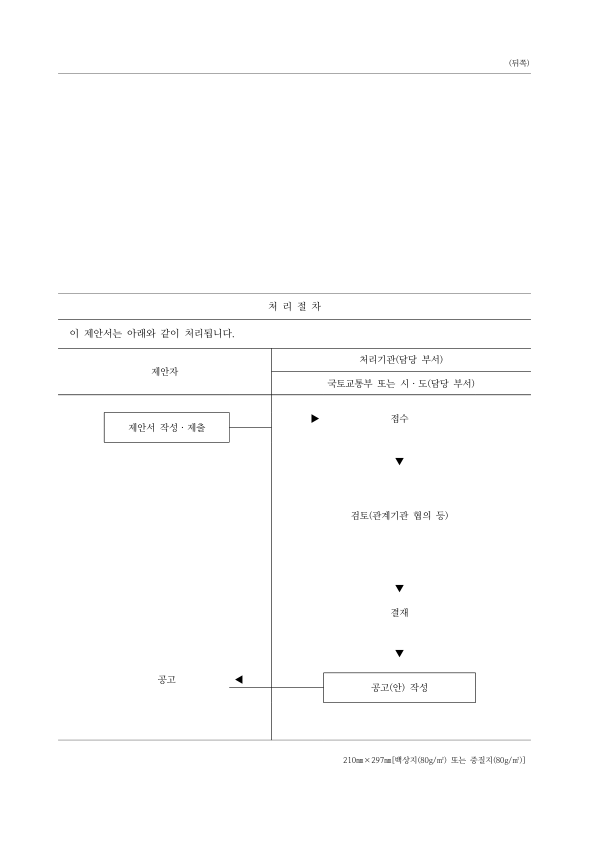 (뒤쪽)
처 리 절 차
이 제안서는 아래와 같이 처리됩니다.
제안자
처리기관(담당 부서)
국토교통부 또는 시ㆍ도(담당 부서)
제안서 작성ㆍ제출
▶
접수
▼
검토(관계기관 협의 등)
▼
결재
▼
공고
◀
공고(안) 작성
210㎜×297㎜[백상지(80g/㎡) 또는 중질지(80g/㎡)]